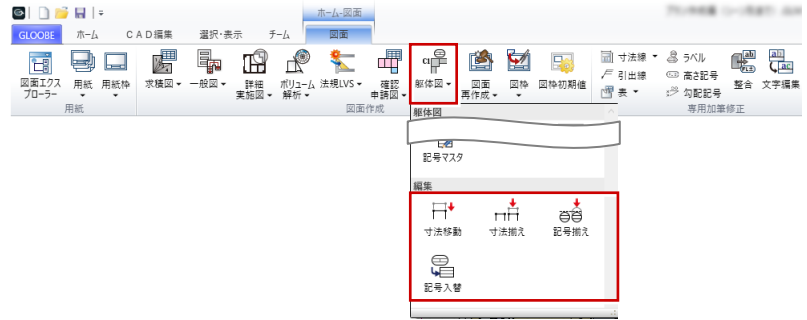 ホーム-図面
GLOOBE ホーム CAD編集 選択・表示 チーム 図面
図面エクスプローラー
用紙
用紙枠
求積図
一般図
詳細実施図
ボリューム解析
法規LVS
確認申請図
躯体図
図面再作成
図枠
図枠初期値
寸法線
引出線
表
ラベル
高さ記号
勾配記号
整合
文字編集
用紙 図面作成 専用加筆修正
躯体図
記号マスタ
編集
寸法移動 寸法揃え 記号揃え
記号入替